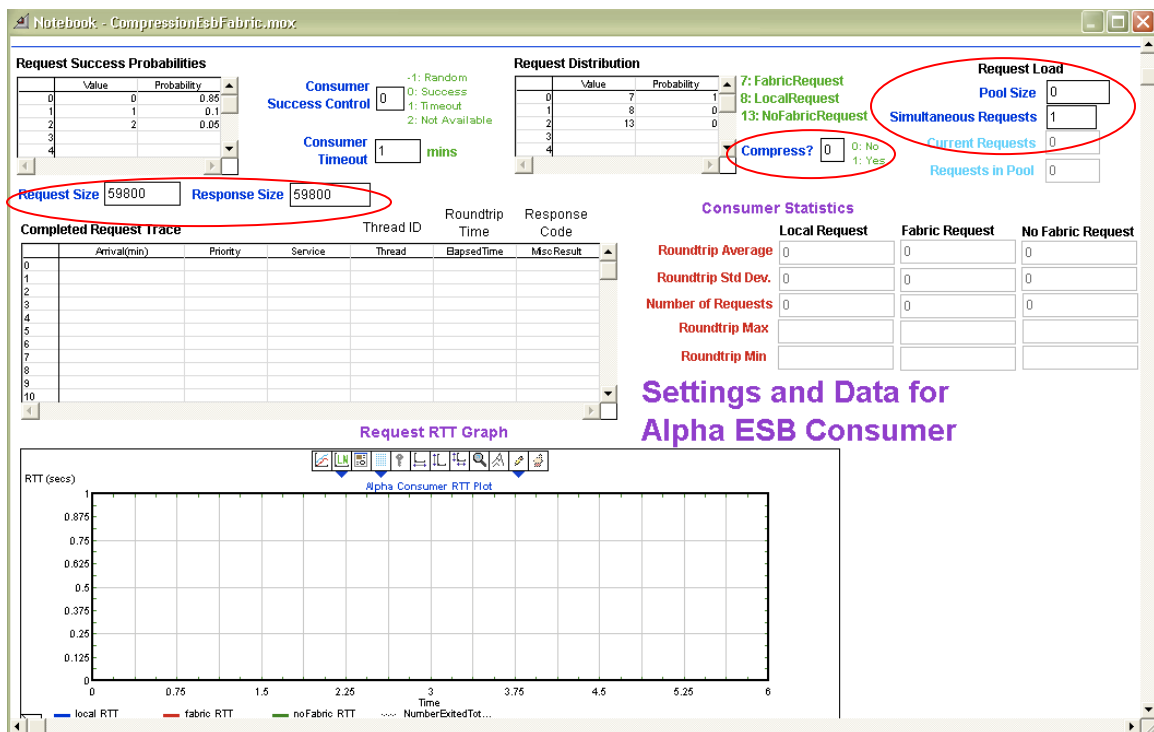 Notebook - CompressionEsbFabric.mox
Request Success Probabilities
Value Probability
0 0 0.85
1 1 0.1
2 2 0.05
3
4
Consumer
Success Control 0
-1: Random
0: Success
1: Timeout
2: Not Available
Consumer
Timeout 1 mins
Request Distribution
Value Probability
0 7 1
1 8 0
2 13 0
3
4
7: FabricRequest
8: LocalRequest
13: NoFabricRequest
Compress? 0
0: No
1: Yes
Request Load
Pool Size 0
Simultaneous Requests 1
Current Requests 0
Requests in Pool 0
Request Size 59800 Response Size 59800
Completed Request Trace
Thread ID
Roundtrip
Time
Response
Code
Arrival(min) Priority Service Thread ElapsedTime MiscResult
0
1
2
3
4
5
6
7
8
9
10
Consumer Statistics
Local Request Fabric Request No Fabric Request
Roundtrip Average 0 0 0
Roundtrip Std Dev. 0 0 0
Number of Requests 0 0 0
Roundtrip Max
Roundtrip Min
Settings and Data for
Alpha ESB Consumer
Request RTT Graph
LN
RTT (secs)
Alpha Consumer RTT Plot
1
0.875
0.75
0.625
0.5
0.375
0.25
0.125
0
0 0.75 1.5 2.25 3 3.75 4.5 5.25 6
Time
local RTT fabric RTT noFabric RTT NumberExitedTot...